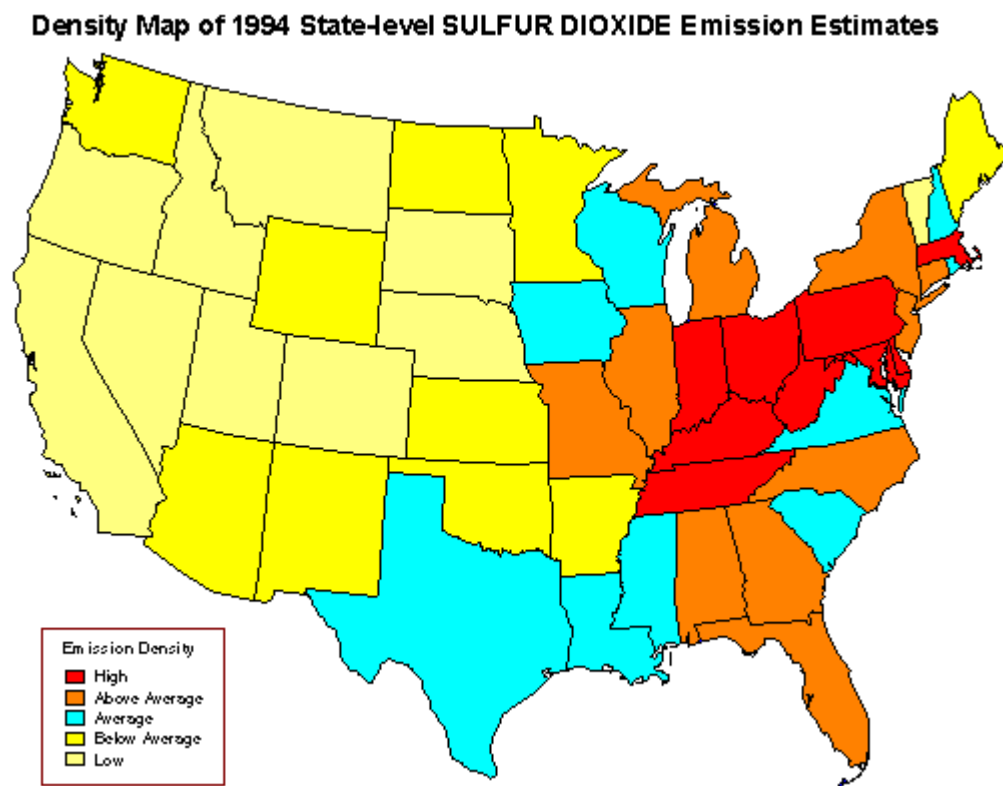 Density Map of 1994 State-level SULFUR DIOXIDE Emission Estimates
Emission Density
High
Above Average
Average
Below Average
Low